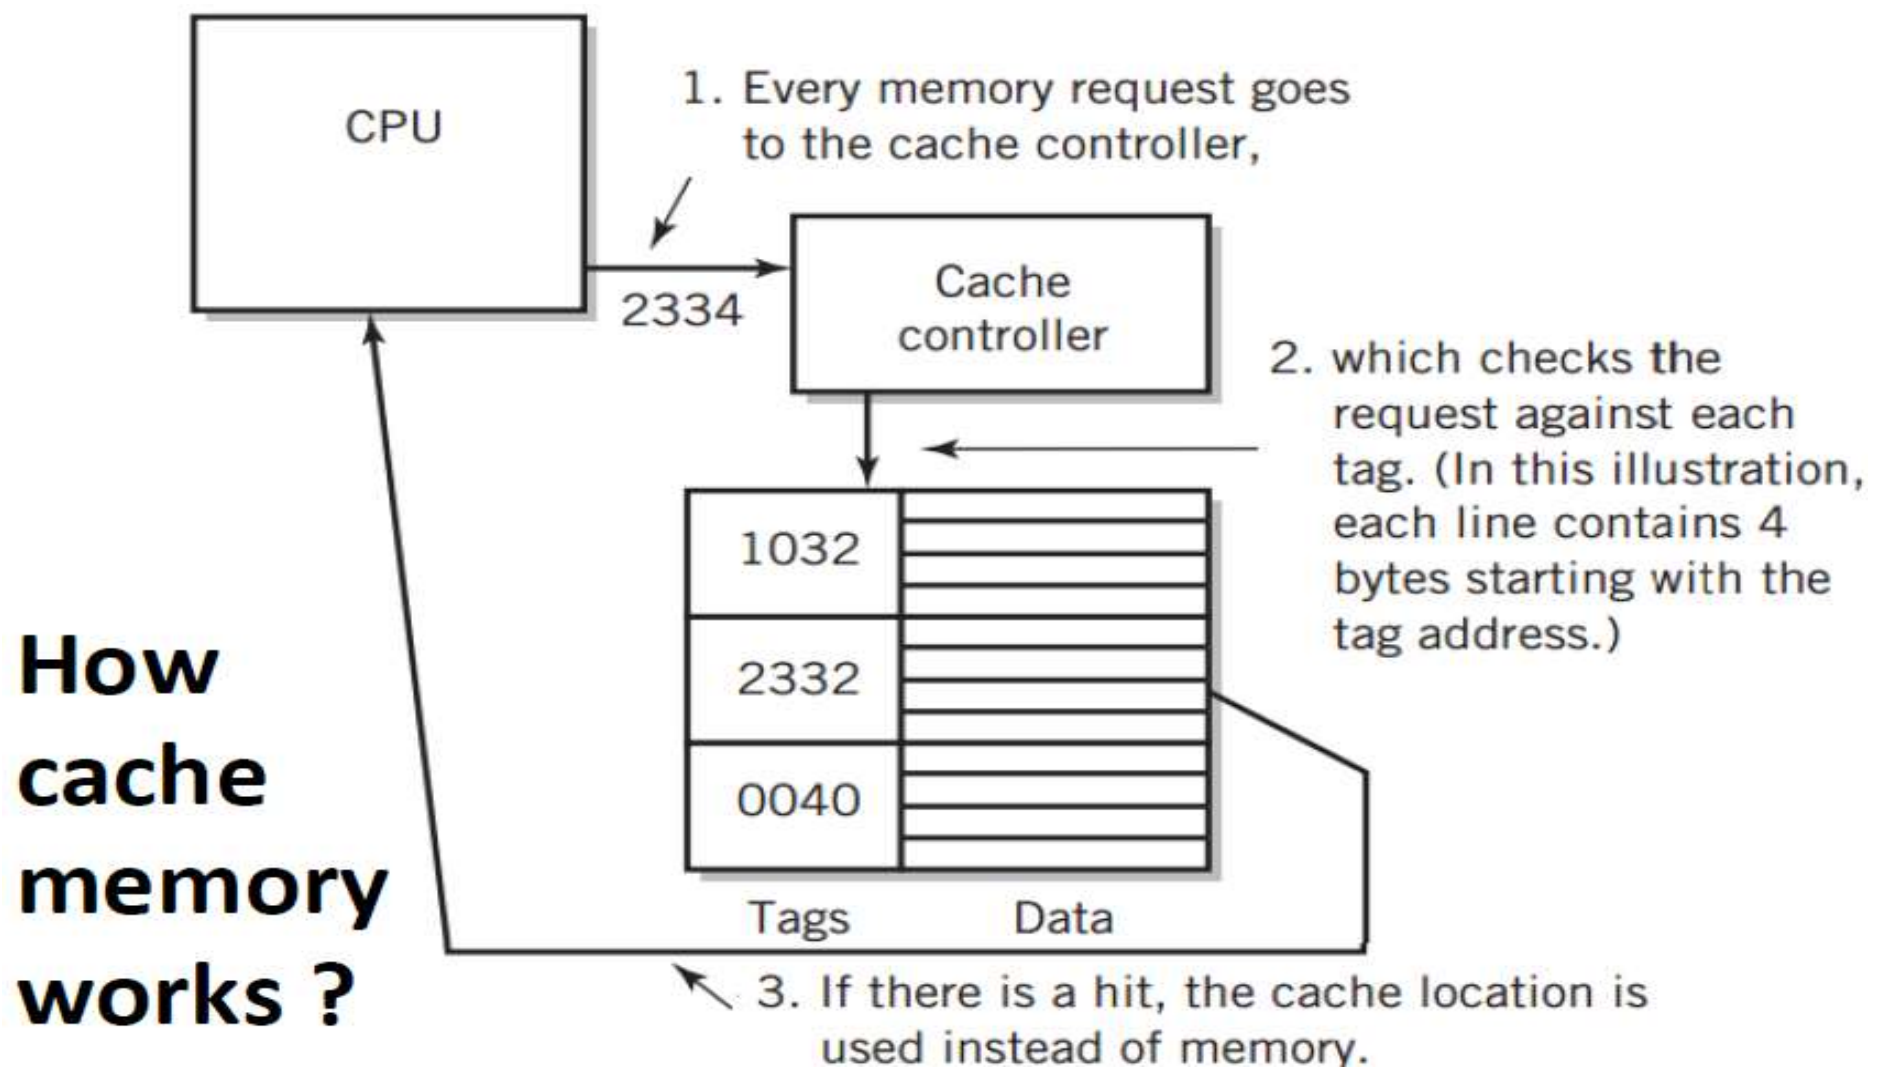 CPU
1. Every memory request goes
to the cache controller,
2334
Cache
controller
2. which checks the
request against each
tag. (In this illustration,
each line contains 4
bytes starting with the
tag address.)
1032
2332
0040
Tags
Data
3. If there is a hit, the cache location is
used instead of memory.
How
cache
memory
works ?